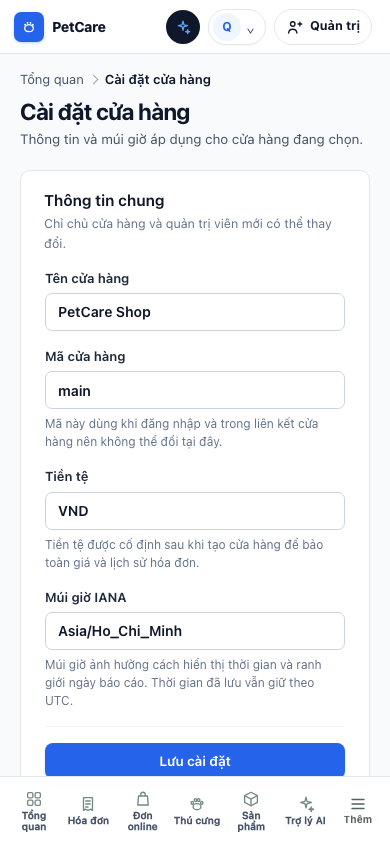 PetCare
Q
Quản trị
Tổng quan
Cài đặt cửa hàng
Cài đặt cửa hàng
Thông tin và múi giờ áp dụng cho cửa hàng đang chọn.
Thông tin chung
Chỉ chủ cửa hàng và quản trị viên mới có thể thay
đổi.
Tên cửa hàng
PetCare Shop
Mã cửa hàng
main
Mã này dùng khi đăng nhập và trong liên kết cửa
hàng nên không thể đổi tại đây.
Tiền tệ
VND
Tiền tệ được cố định sau khi tạo cửa hàng để bảo
toàn giá và lịch sử hóa đơn.
Múi giờ IANA
Asia/Ho_Chi_Minh
Múi giờ ảnh hưởng cách hiển thị thời gian và ranh
giới ngày báo cáo. Thời gian đã lưu vẫn giữ theo
UTC.
Lưu cài đặt
Tổng
quan
Hóa đơn
Đơn
online
Thú cưng
Sản
phẩm
Trợ lý AI
Thêm